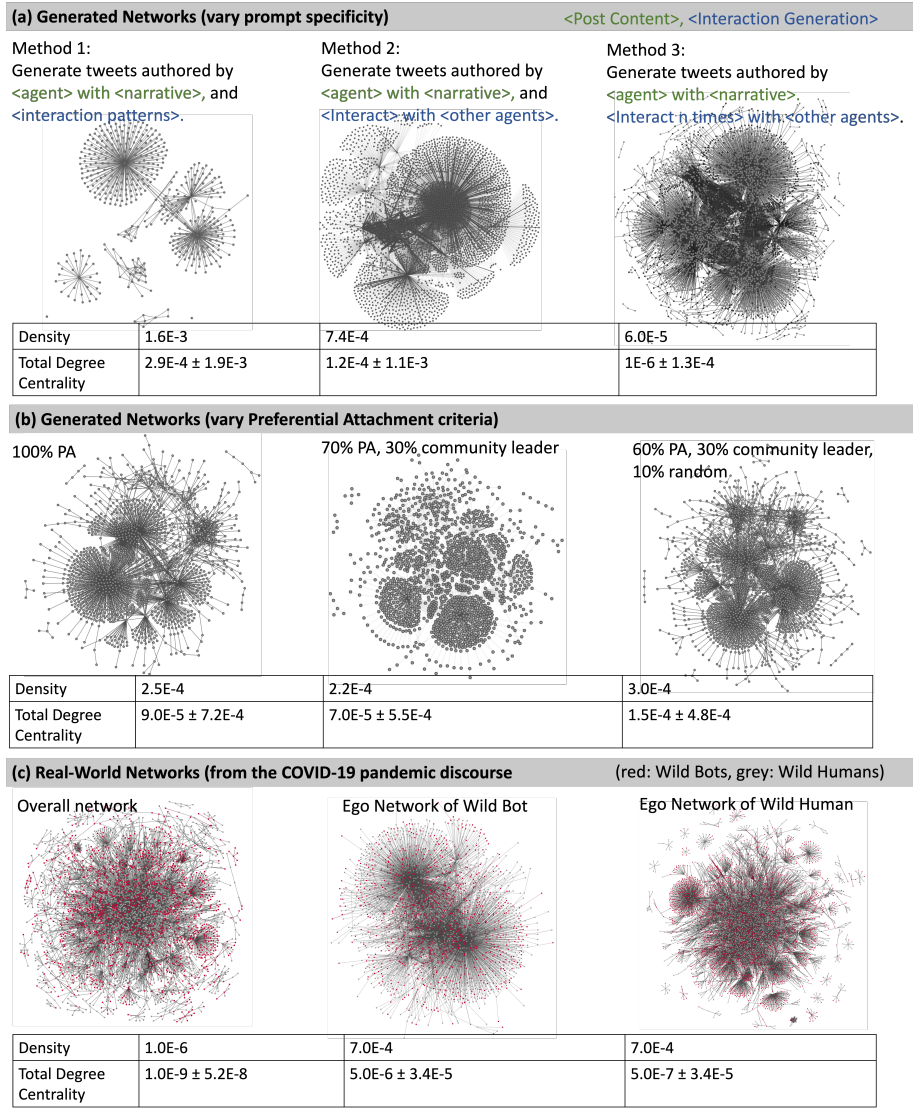 (a) Generated Networks (vary prompt specificity) <Post Content>, <Interaction Generation>
Method 1:
Generate tweets authored by
<agent> with <narrative>, and
<interaction patterns>.
Method 2:
Generate tweets authored by
<agent> with <narrative>, and
<Interact> with <other agents>.
Method 3:
Generate tweets authored by
<agent> with <narrative>.
<Interact n times> with <other agents>.
Density 1.6E-3 7.4E-4 6.0E-5
Total Degree 2.9E-4 ± 1.9E-3 1.2E-4 ± 1.1E-3 1E-6 ± 1.3E-4
Centrality
(b) Generated Networks (vary Preferential Attachment criteria)
100% PA
70% PA, 30% community leader
60% PA, 30% community leader,
10% random
Density 2.5E-4 2.2E-4 3.0E-4
Total Degree 9.0E-5 ± 7.2E-4 7.0E-5 ± 5.5E-4 1.5E-4 ± 4.8E-4
Centrality
(c) Real-World Networks (from the COVID-19 pandemic discourse (red: Wild Bots, grey: Wild Humans)
Overall network
Ego Network of Wild Bot
Ego Network of Wild Human
Density 1.0E-6 7.0E-4 7.0E-4
Total Degree 1.0E-9 ± 5.2E-8 5.0E-6 ± 3.4E-5 5.0E-7 ± 3.4E-5
Centrality